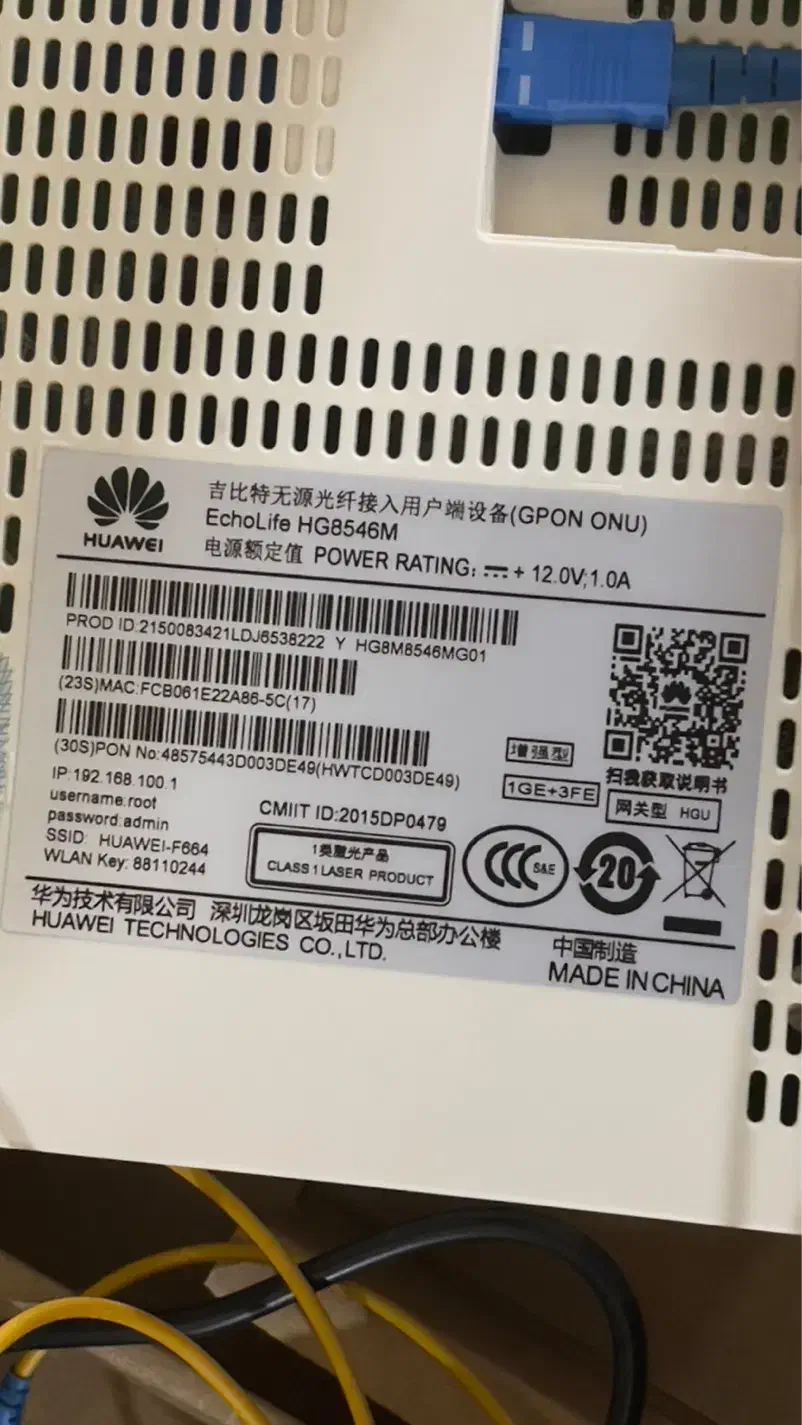 吉比特无源光纤接入用户端设备(GPON ONU)
EchoLife HG8546M
HUAWEI
电源额定值 POWER RATING: ⎓ + 12.0V;1.0A
PROD ID:2150083421LDJ6538222 Y HG8M8546MG01
(23S)MAC:FCB061E22A86-5C(17)
(30S)PON No:48575443D003DE49(HWTCD003DE49)
增强型
扫我获取说明书
1GE+3FE
网关型 HGU
IP:192.168.100.1
username:root
password:admin
SSID: HUAWEI-F664
WLAN Key: 88110244
CMIIT ID:2015DP0479
1类激光产品
CLASS 1 LASER PRODUCT
CCC S&E
20
华为技术有限公司 深圳龙岗区坂田华为总部办公楼
HUAWEI TECHNOLOGIES CO.,LTD.
中国制造
MADE IN CHINA